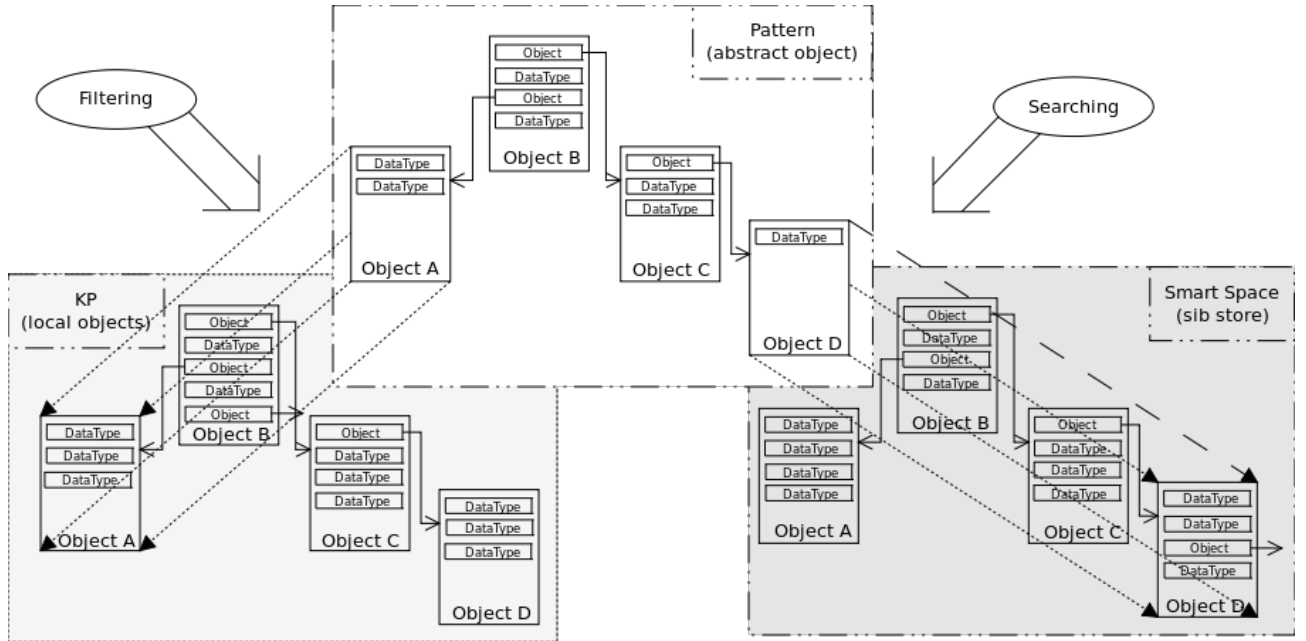 Pattern
(abstract object)
Object
DataType
Object
DataType
Object B
Filtering
Searching
DataType
DataType
Object A
Object
DataType
DataType
Object C
DataType
Object D
KP
(local objects)
Object
DataType
Object
DataType
Object
Object B
DataType
DataType
DataType
Object A
Object
DataType
DataType
DataType
Object C
DataType
DataType
DataType
Object D
Smart Space
(sib store)
Object
DataType
Object
DataType
Object B
DataType
DataType
DataType
DataType
Object A
Object
DataType
DataType
DataType
Object C
DataType
DataType
Object
DataType
Object D